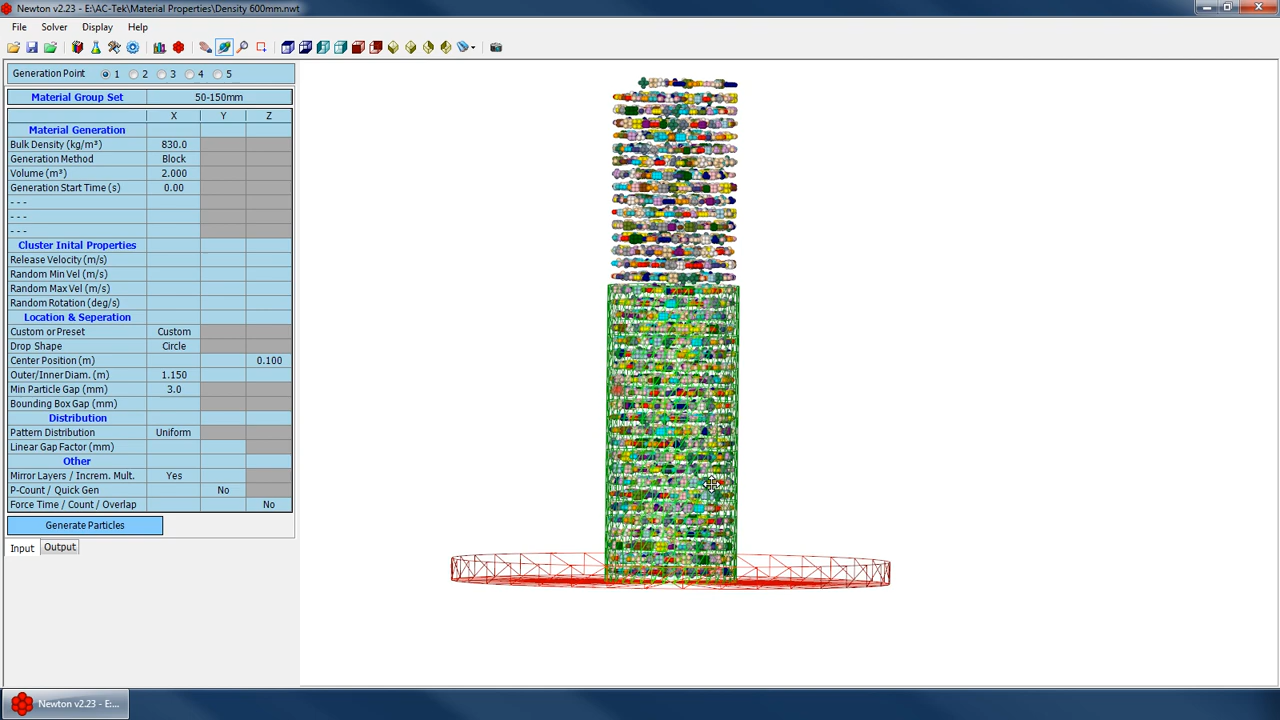 Newton v2.23 - E:\AC-Tek\Material Properties\Density 600mm.nwt
File Solver Display Help
Generation Point 1 2 3 4 5
Material Group Set 50-150mm
X Y Z
Material Generation
Bulk Density (kg/m³) 830.0
Generation Method Block
Volume (m³) 2.000
Generation Start Time (s) 0.00
- - -
- - -
- - -
Cluster Inital Properties
Release Velocity (m/s)
Random Min Vel (m/s)
Random Max Vel (m/s)
Random Rotation (deg/s)
Location & Seperation
Custom or Preset Custom
Drop Shape Circle
Center Position (m) 0.100
Outer/Inner Diam. (m) 1.150
Min Particle Gap (mm) 3.0
Bounding Box Gap (mm)
Distribution
Pattern Distribution Uniform
Linear Gap Factor (mm)
Other
Mirror Layers / Increm. Mult. Yes
P-Count / Quick Gen No
Force Time / Count / Overlap No
Generate Particles
Input Output
Newton v2.23 - E:...